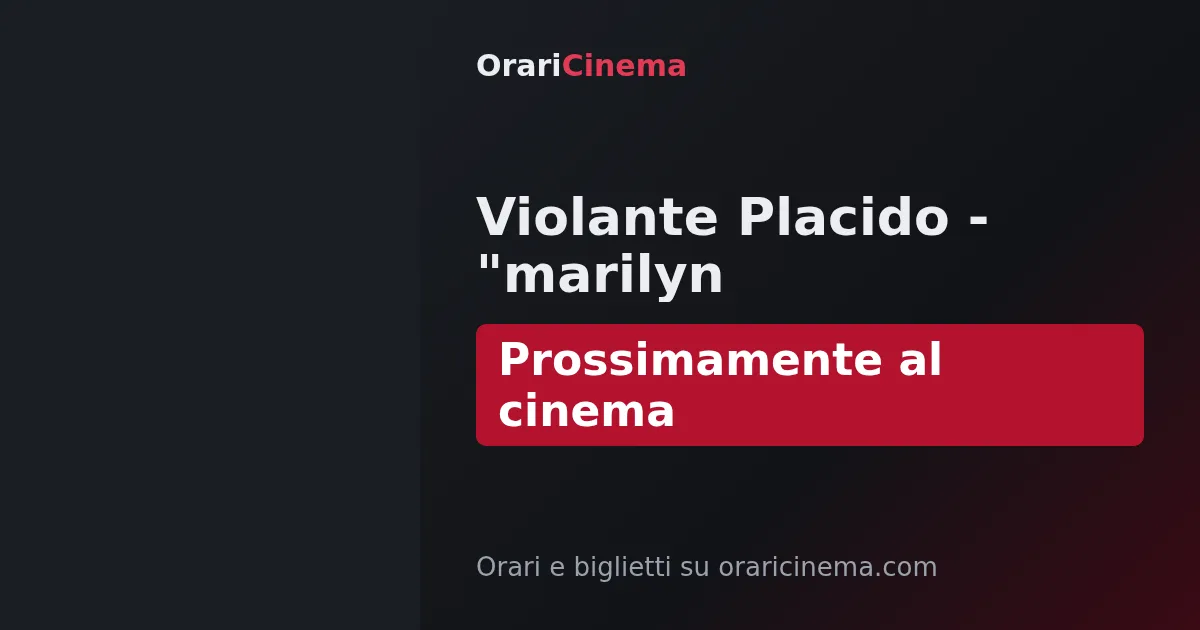 OrariCinema
Violante Placido -
"marilyn
Prossimamente al
cinema
Orari e biglietti su oraricinema.com